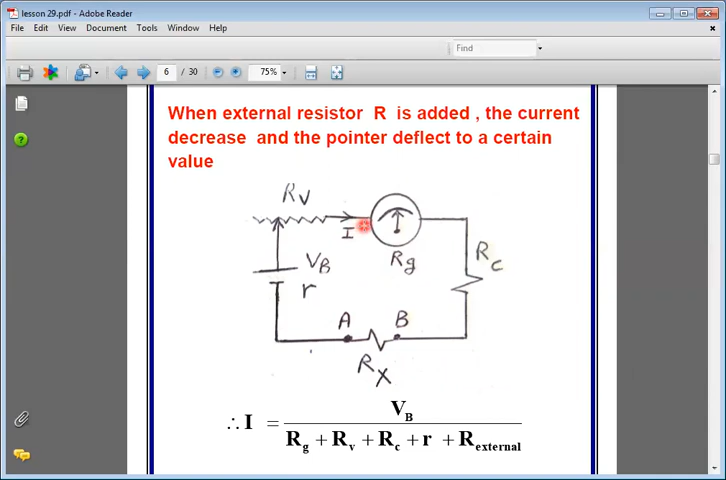 lesson 29.pdf - Adobe Reader
File Edit View Document Tools Window Help
Find
6 / 30 75%
When external resistor R is added , the current
decrease and the pointer deflect to a certain
value
Rv
I
Rg
Rc
VB
r
A
B
Rx
∴ I = VB
Rg + Rv + Rc + r + Rexternal